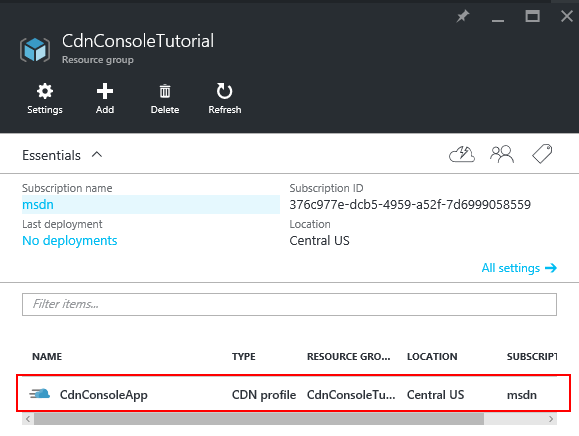 CdnConsoleTutorial
Resource group
Settings Add Delete Refresh
Essentials
Subscription name Subscription ID
msdn 376c977e-dcb5-4959-a52f-7d6999058559
Last deployment Location
No deployments Central US
All settings
Filter items...
NAME TYPE RESOURCE GRO... LOCATION SUBSCRIPT
CdnConsoleApp CDN profile CdnConsoleTu... Central US msdn